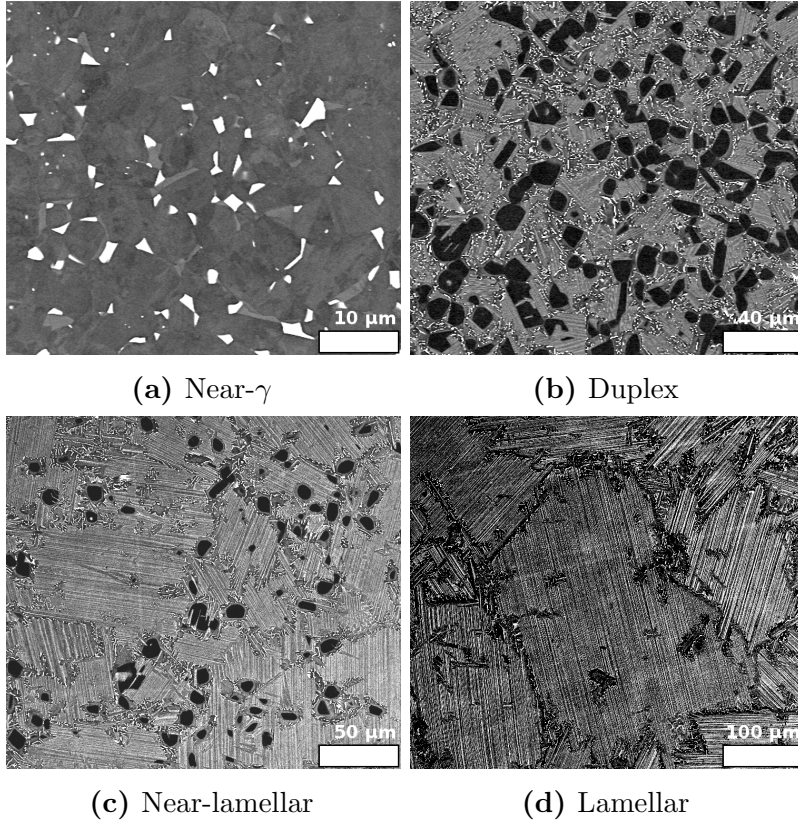 10 μm
40 μm
(a) Near-γ
(b) Duplex
50 μm
100 μm
(c) Near-lamellar
(d) Lamellar